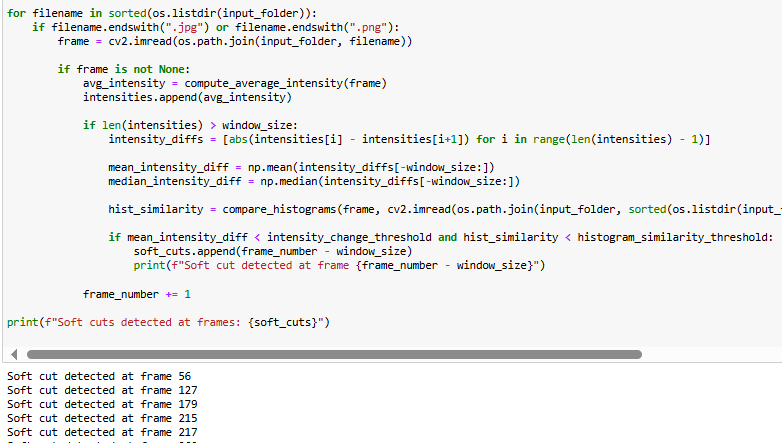 for filename in sorted(os.listdir(input_folder)):
    if filename.endswith(".jpg") or filename.endswith(".png"):
        frame = cv2.imread(os.path.join(input_folder, filename))

        if frame is not None:
            avg_intensity = compute_average_intensity(frame)
            intensities.append(avg_intensity)

            if len(intensities) > window_size:
                intensity_diffs = [abs(intensities[i] - intensities[i+1]) for i in range(len(intensities) - 1)]

                mean_intensity_diff = np.mean(intensity_diffs[-window_size:])
                median_intensity_diff = np.median(intensity_diffs[-window_size:])

                hist_similarity = compare_histograms(frame, cv2.imread(os.path.join(input_folder, sorted(os.listdir(input_

                if mean_intensity_diff < intensity_change_threshold and hist_similarity < histogram_similarity_threshold:
                    soft_cuts.append(frame_number - window_size)
                    print(f"Soft cut detected at frame {frame_number - window_size}")

            frame_number += 1

print(f"Soft cuts detected at frames: {soft_cuts}")
Soft cut detected at frame 56
Soft cut detected at frame 127
Soft cut detected at frame 179
Soft cut detected at frame 215
Soft cut detected at frame 217